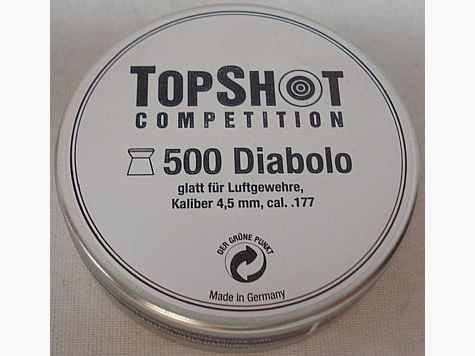 TOPSHOT
COMPETITION
500 Diabolo
glatt für Luftgewehre,
Kaliber 4,5 mm, cal. .177
DER GRÜNE PUNKT
Made in Germany